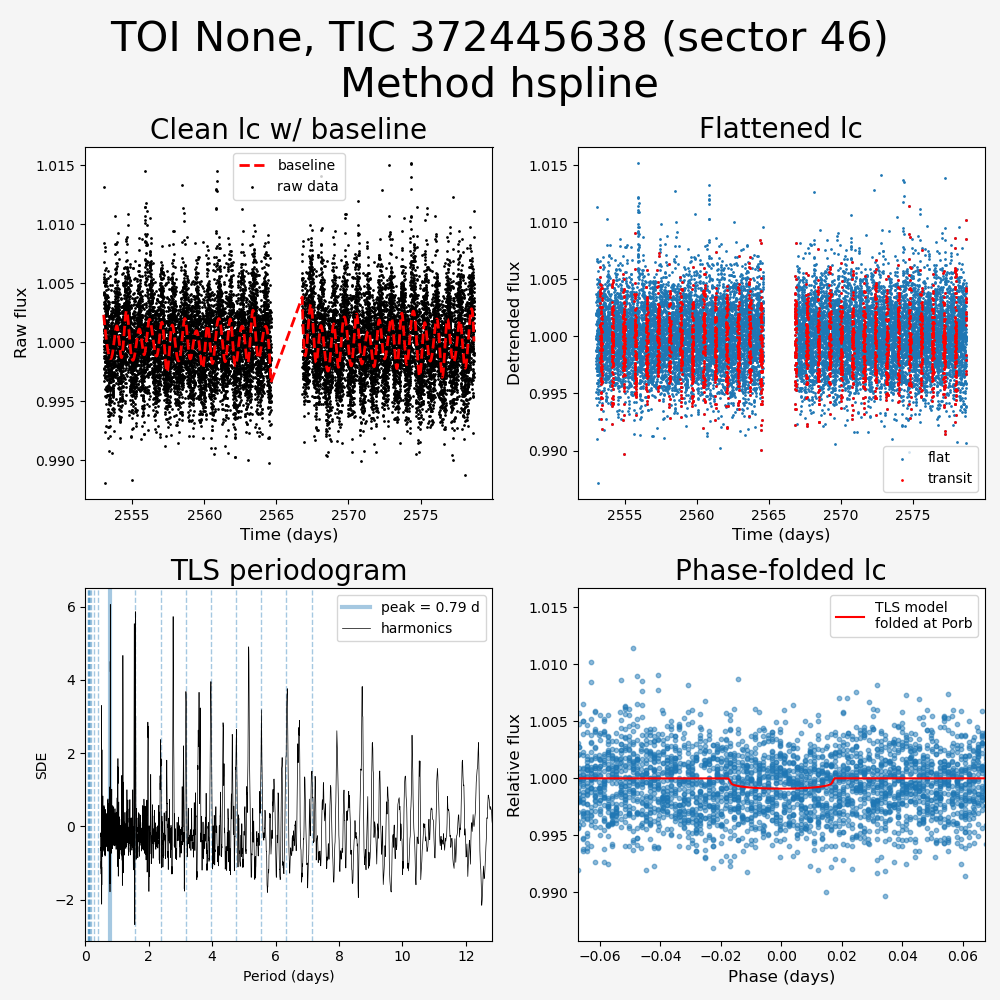 TOI None, TIC 372445638 (sector 46)
Method hspline
Clean lc w/ baseline
Flattened lc
baseline
raw data
1.015
1.010
1.005
1.000
0.995
0.990
Raw flux
2555
2560
2565
2570
2575
Time (days)
1.015
1.010
1.005
1.000
0.995
0.990
Detrended flux
flat
transit
2555
2560
2565
2570
2575
Time (days)
TLS periodogram
Phase-folded lc
peak = 0.79 d
harmonics
6
4
2
0
−2
SDE
0
2
4
6
8
10
12
Period (days)
TLS model
folded at Porb
1.015
1.010
1.005
1.000
0.995
0.990
Relative flux
−0.06
−0.04
−0.02
0.00
0.02
0.04
0.06
Phase (days)